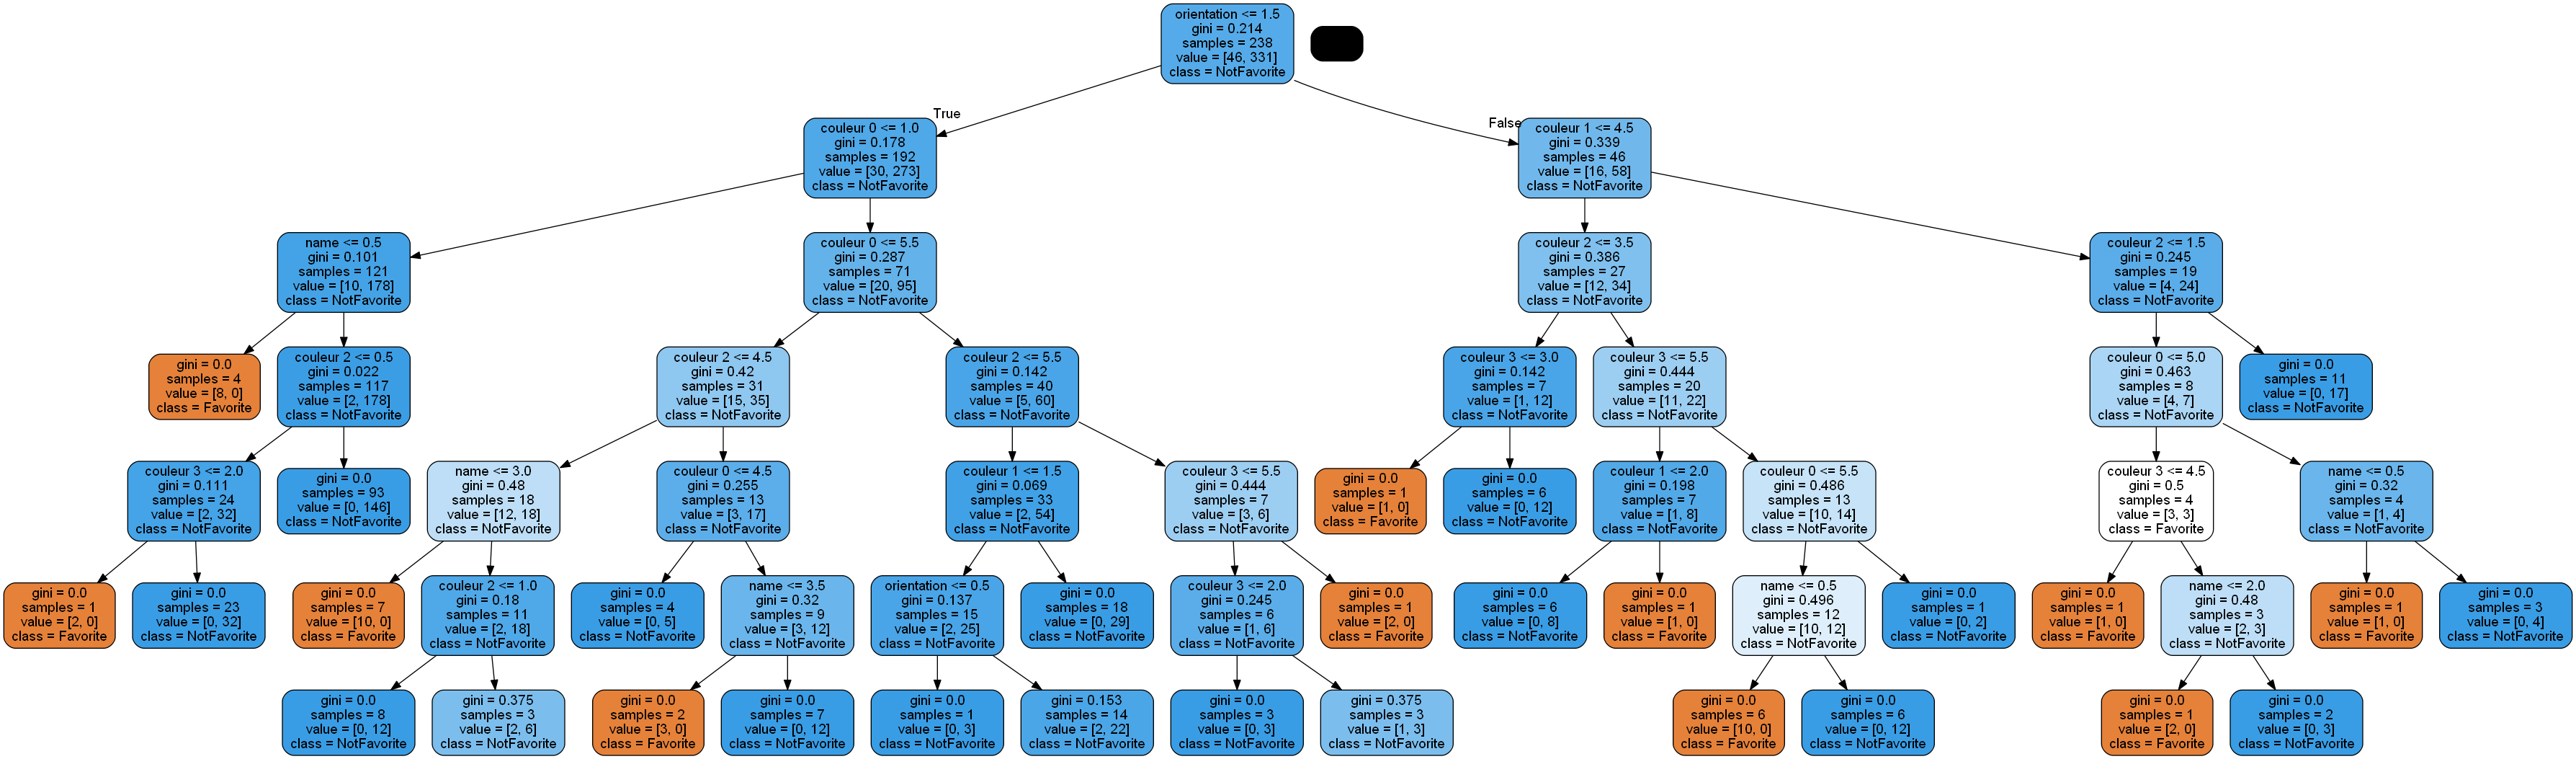 orientation <= 1.5
gini = 0.214
samples = 238
value = [46, 331]
class = NotFavorite
True
False
couleur 0 <= 1.0
gini = 0.178
samples = 192
value = [30, 273]
class = NotFavorite
couleur 1 <= 4.5
gini = 0.339
samples = 46
value = [16, 58]
class = NotFavorite
name <= 0.5
gini = 0.101
samples = 121
value = [10, 178]
class = NotFavorite
couleur 0 <= 5.5
gini = 0.287
samples = 71
value = [20, 95]
class = NotFavorite
couleur 2 <= 3.5
gini = 0.386
samples = 27
value = [12, 34]
class = NotFavorite
couleur 2 <= 1.5
gini = 0.245
samples = 19
value = [4, 24]
class = NotFavorite
gini = 0.0
samples = 4
value = [8, 0]
class = Favorite
couleur 2 <= 0.5
gini = 0.022
samples = 117
value = [2, 178]
class = NotFavorite
couleur 2 <= 4.5
gini = 0.42
samples = 31
value = [15, 35]
class = NotFavorite
couleur 2 <= 5.5
gini = 0.142
samples = 40
value = [5, 60]
class = NotFavorite
couleur 3 <= 3.0
gini = 0.142
samples = 7
value = [1, 12]
class = NotFavorite
couleur 3 <= 5.5
gini = 0.444
samples = 20
value = [11, 22]
class = NotFavorite
couleur 0 <= 5.0
gini = 0.463
samples = 8
value = [4, 7]
class = NotFavorite
gini = 0.0
samples = 11
value = [0, 17]
class = NotFavorite
couleur 3 <= 2.0
gini = 0.111
samples = 24
value = [2, 32]
class = NotFavorite
gini = 0.0
samples = 93
value = [0, 146]
class = NotFavorite
name <= 3.0
gini = 0.48
samples = 18
value = [12, 18]
class = NotFavorite
couleur 0 <= 4.5
gini = 0.255
samples = 13
value = [3, 17]
class = NotFavorite
couleur 1 <= 1.5
gini = 0.069
samples = 33
value = [2, 54]
class = NotFavorite
couleur 3 <= 5.5
gini = 0.444
samples = 7
value = [3, 6]
class = NotFavorite
gini = 0.0
samples = 1
value = [1, 0]
class = Favorite
gini = 0.0
samples = 6
value = [0, 12]
class = NotFavorite
couleur 1 <= 2.0
gini = 0.198
samples = 7
value = [1, 8]
class = NotFavorite
couleur 0 <= 5.5
gini = 0.486
samples = 13
value = [10, 14]
class = NotFavorite
couleur 3 <= 4.5
gini = 0.5
samples = 4
value = [3, 3]
class = Favorite
name <= 0.5
gini = 0.32
samples = 4
value = [1, 4]
class = NotFavorite
gini = 0.0
samples = 1
value = [2, 0]
class = Favorite
gini = 0.0
samples = 23
value = [0, 32]
class = NotFavorite
gini = 0.0
samples = 7
value = [10, 0]
class = Favorite
couleur 2 <= 1.0
gini = 0.18
samples = 11
value = [2, 18]
class = NotFavorite
gini = 0.0
samples = 4
value = [0, 5]
class = NotFavorite
name <= 3.5
gini = 0.32
samples = 9
value = [3, 12]
class = NotFavorite
orientation <= 0.5
gini = 0.137
samples = 15
value = [2, 25]
class = NotFavorite
gini = 0.0
samples = 18
value = [0, 29]
class = NotFavorite
couleur 3 <= 2.0
gini = 0.245
samples = 6
value = [1, 6]
class = NotFavorite
gini = 0.0
samples = 1
value = [2, 0]
class = Favorite
gini = 0.0
samples = 6
value = [0, 8]
class = NotFavorite
gini = 0.0
samples = 1
value = [1, 0]
class = Favorite
name <= 0.5
gini = 0.496
samples = 12
value = [10, 12]
class = NotFavorite
gini = 0.0
samples = 1
value = [0, 2]
class = NotFavorite
gini = 0.0
samples = 1
value = [1, 0]
class = Favorite
name <= 2.0
gini = 0.48
samples = 3
value = [2, 3]
class = NotFavorite
gini = 0.0
samples = 1
value = [1, 0]
class = Favorite
gini = 0.0
samples = 3
value = [0, 4]
class = NotFavorite
gini = 0.0
samples = 8
value = [0, 12]
class = NotFavorite
gini = 0.375
samples = 3
value = [2, 6]
class = NotFavorite
gini = 0.0
samples = 2
value = [3, 0]
class = Favorite
gini = 0.0
samples = 7
value = [0, 12]
class = NotFavorite
gini = 0.0
samples = 1
value = [0, 3]
class = NotFavorite
gini = 0.153
samples = 14
value = [2, 22]
class = NotFavorite
gini = 0.0
samples = 3
value = [0, 3]
class = NotFavorite
gini = 0.375
samples = 3
value = [1, 3]
class = NotFavorite
gini = 0.0
samples = 6
value = [10, 0]
class = Favorite
gini = 0.0
samples = 6
value = [0, 12]
class = NotFavorite
gini = 0.0
samples = 1
value = [2, 0]
class = Favorite
gini = 0.0
samples = 2
value = [0, 3]
class = NotFavorite